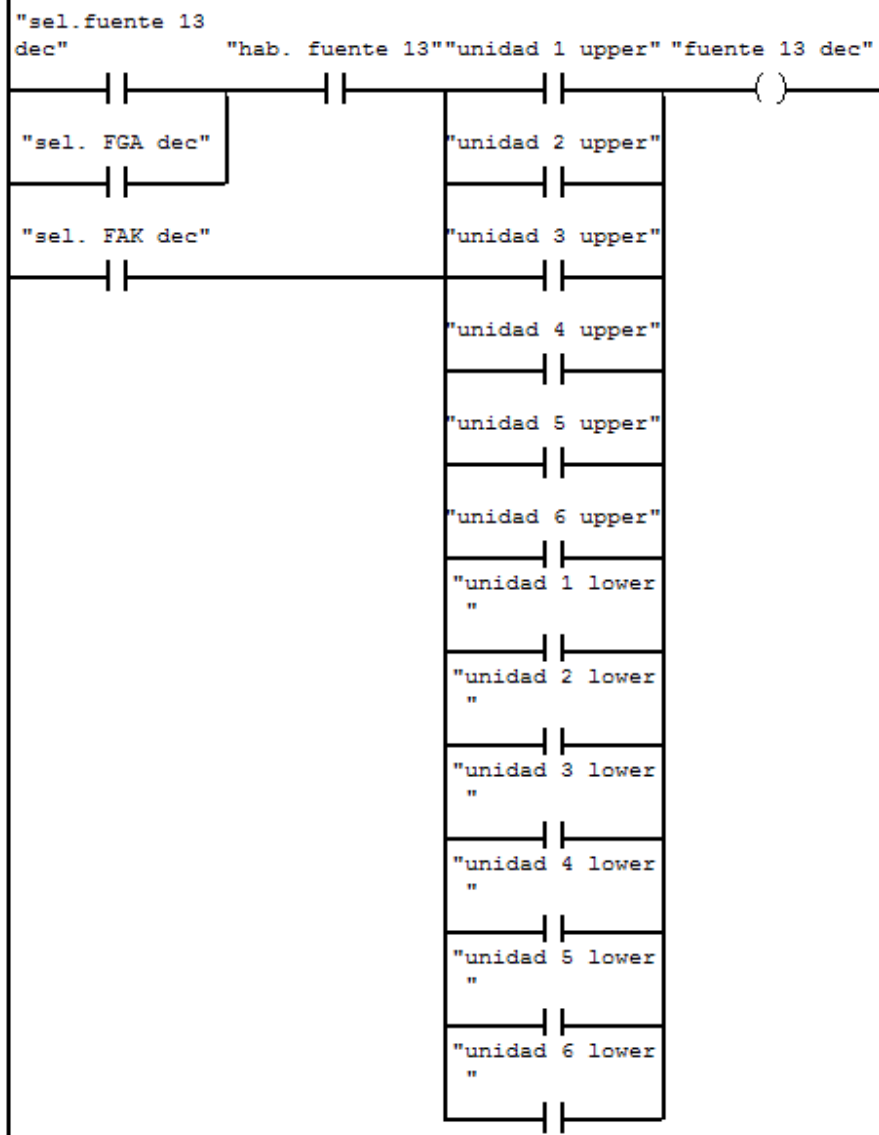 "sel.fuente 13
dec"
"hab. fuente 13"
"unidad 1 upper"
"fuente 13 dec"
"sel. FGA dec"
"unidad 2 upper"
"sel. FAK dec"
"unidad 3 upper"
"unidad 4 upper"
"unidad 5 upper"
"unidad 6 upper"
"unidad 1 lower
"
"unidad 2 lower
"
"unidad 3 lower
"
"unidad 4 lower
"
"unidad 5 lower
"
"unidad 6 lower
"